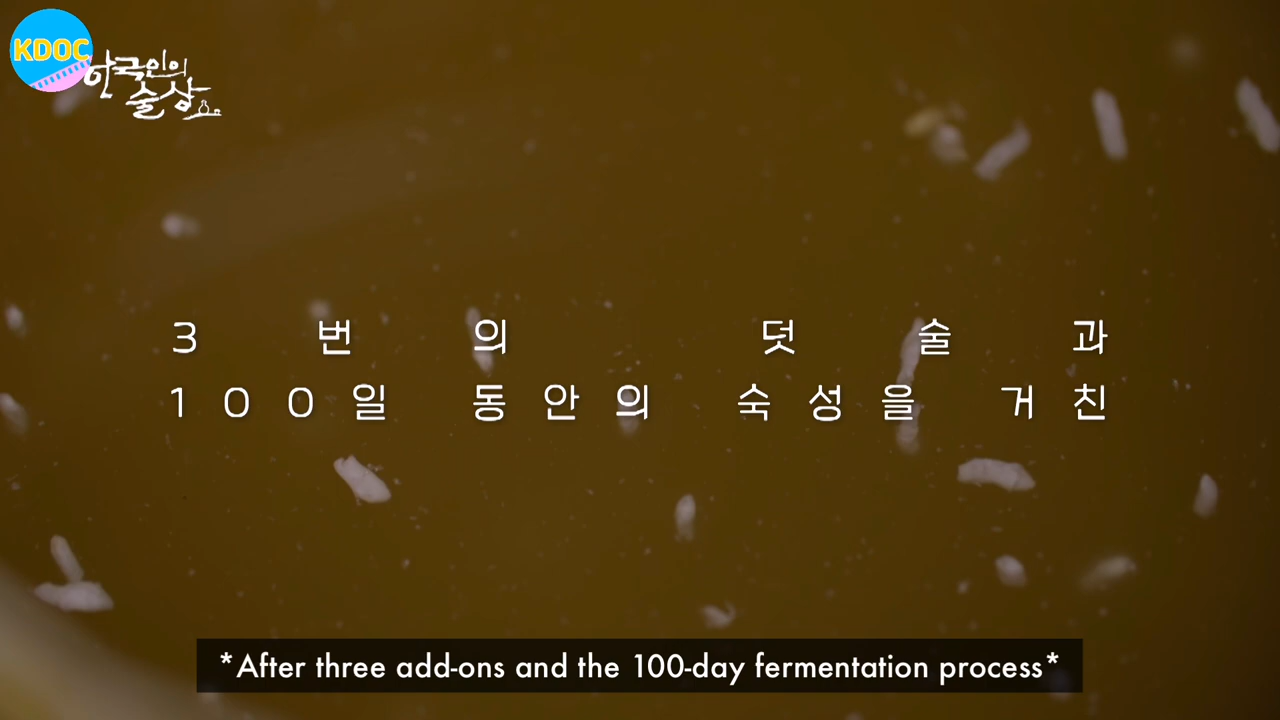 KDOC
한국인의
술상
3번의 덧술과
100일 동안의 숙성을 거친
*After three add-ons and the 100-day fermentation process*